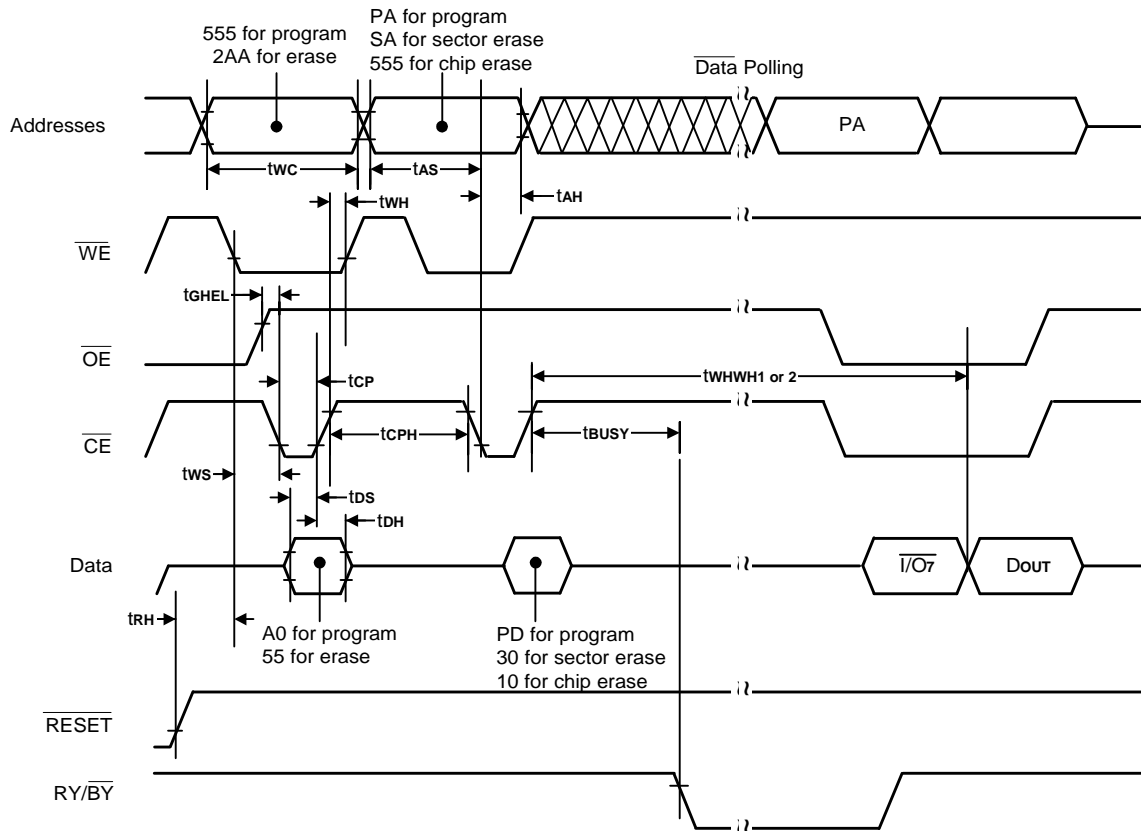 555 for program
2AA for erase
PA for program
SA for sector erase
555 for chip erase
Data Polling
Addresses
PA
tWC
tAS
tWH
tAH
WE
tGHEL
OE
tCP
tWHWH1 or 2
CE
tCPH
tBUSY
tWS
tDS
tDH
Data
I/O7
DOUT
tRH
A0 for program
55 for erase
PD for program
30 for sector erase
10 for chip erase
RESET
RY/BY